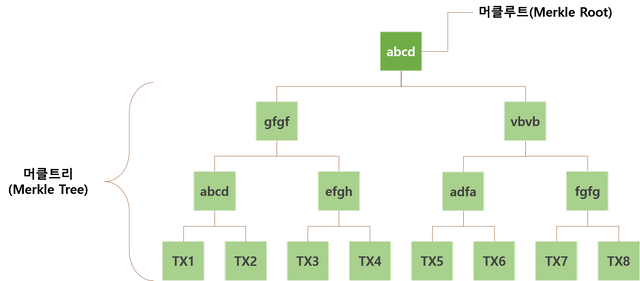 머클루트(Merkle Root)
abcd
gfgf
vbvb
머클트리
(Merkle Tree)
abcd
efgh
adfa
fgfg
TX1
TX2
TX3
TX4
TX5
TX6
TX7
TX8